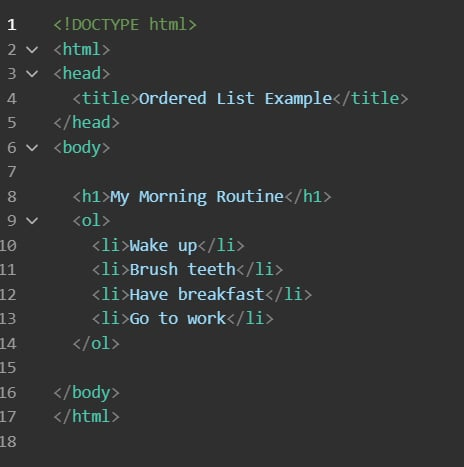 1 <!DOCTYPE html>
2 <html>
3 <head>
4   <title>Ordered List Example</title>
5 </head>
6 <body>
7
8   <h1>My Morning Routine</h1>
9   <ol>
10     <li>Wake up</li>
11     <li>Brush teeth</li>
12     <li>Have breakfast</li>
13     <li>Go to work</li>
14   </ol>
15
16 </body>
17 </html>
18